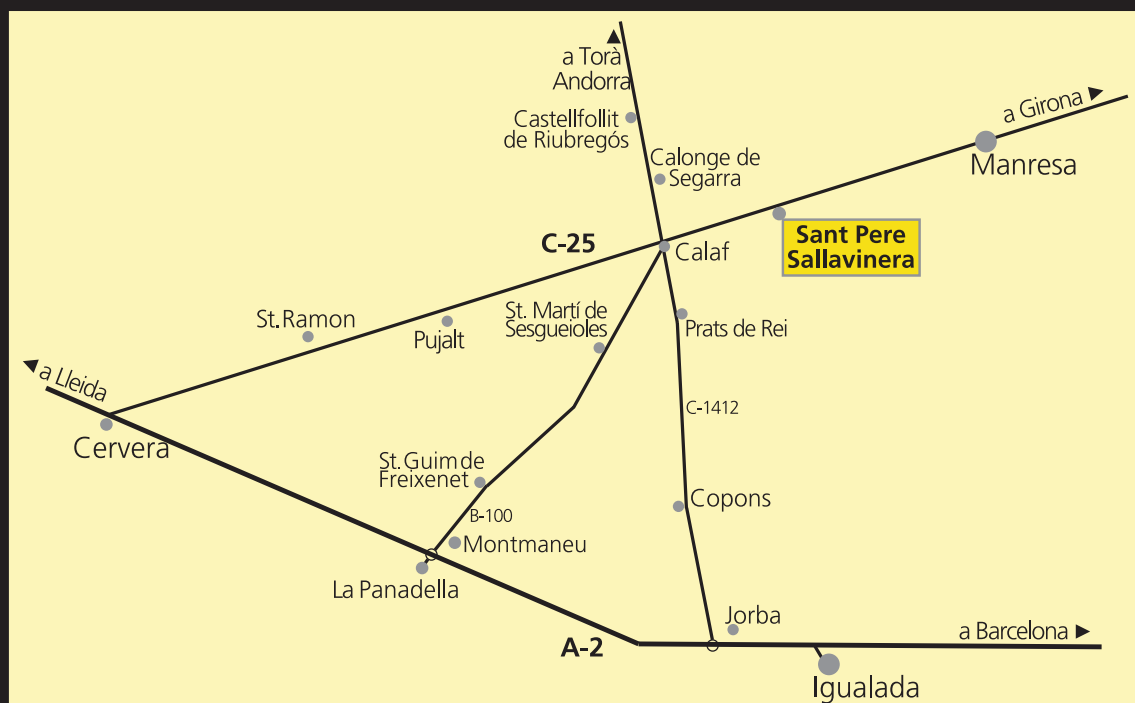 a Torà
Andorra
Castellfollit
de Riubregós
a Girona
Calonge de
Segarra
Manresa
Sant Pere
Sallavinera
C-25
Calaf
St. Martí de
Sesgueioles
St. Ramon
Pujalt
Prats de Rei
a Lleida
C-1412
Cervera
St. Guim de
Freixenet
Copons
B-100
Montmaneu
La Panadella
Jorba
a Barcelona
A-2
Igualada